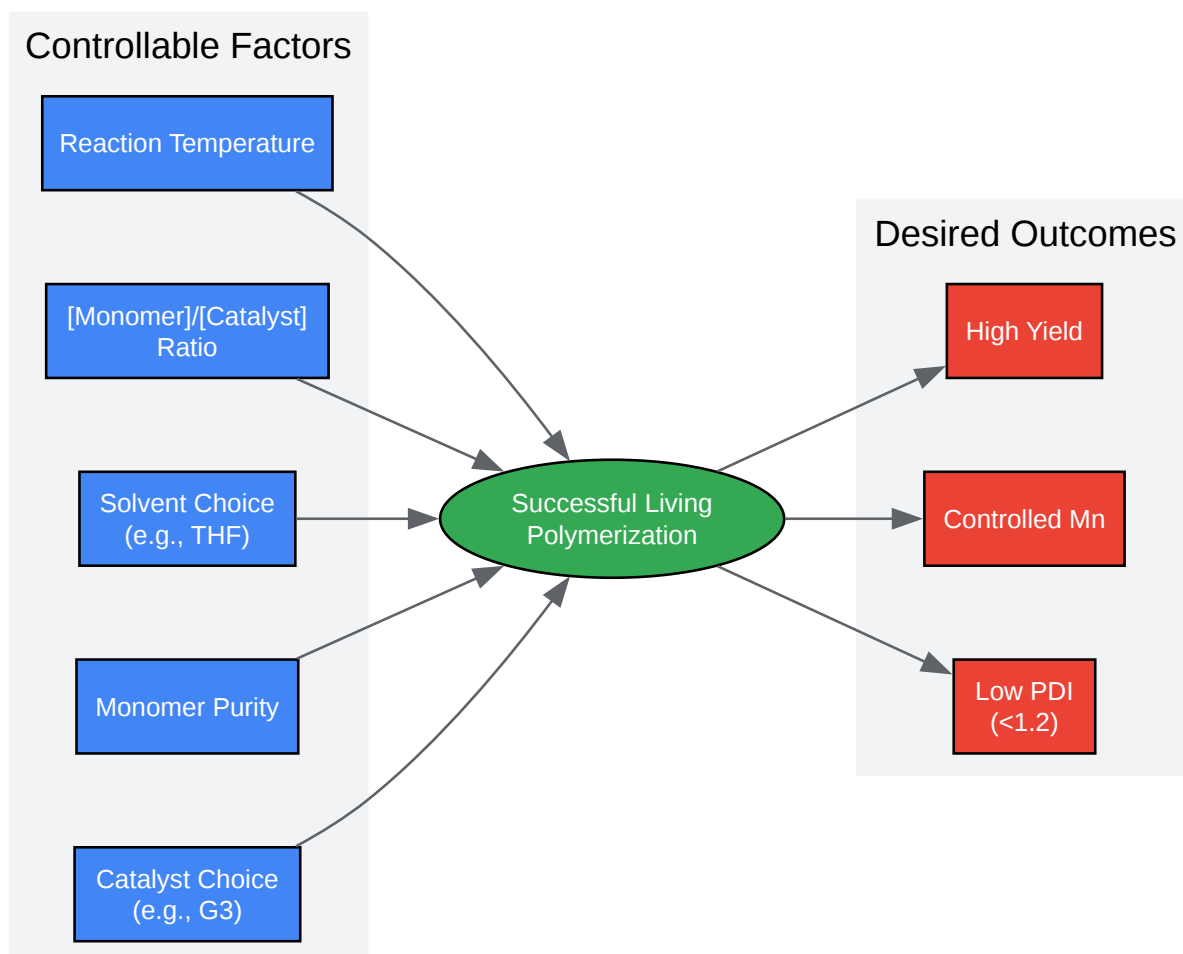 Controllable Factors
Reaction Temperature
[Monomer]/[Catalyst]
Ratio
Solvent Choice
(e.g., THF)
Monomer Purity
Catalyst Choice
(e.g., G3)
Successful Living
Polymerization
Desired Outcomes
High Yield
Controlled Mn
Low PDI
(<1.2)